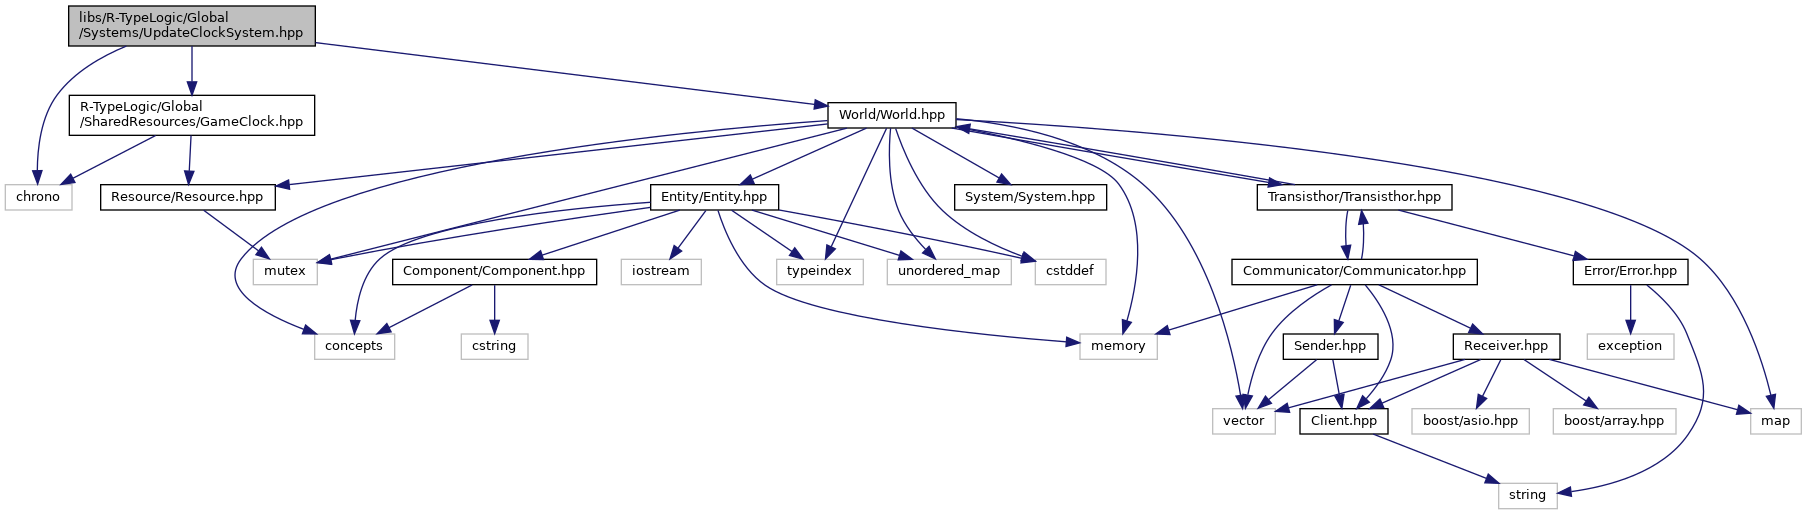 libs/R-TypeLogic/Global
/Systems/UpdateClockSystem.hpp
R-TypeLogic/Global
/SharedResources/GameClock.hpp
World/World.hpp
chrono
Resource/Resource.hpp
Entity/Entity.hpp
System/System.hpp
Transisthor/Transisthor.hpp
mutex
Component/Component.hpp
iostream
typeindex
unordered_map
cstddef
Communicator/Communicator.hpp
Error/Error.hpp
concepts
cstring
memory
Sender.hpp
Receiver.hpp
exception
vector
Client.hpp
boost/asio.hpp
boost/array.hpp
map
string